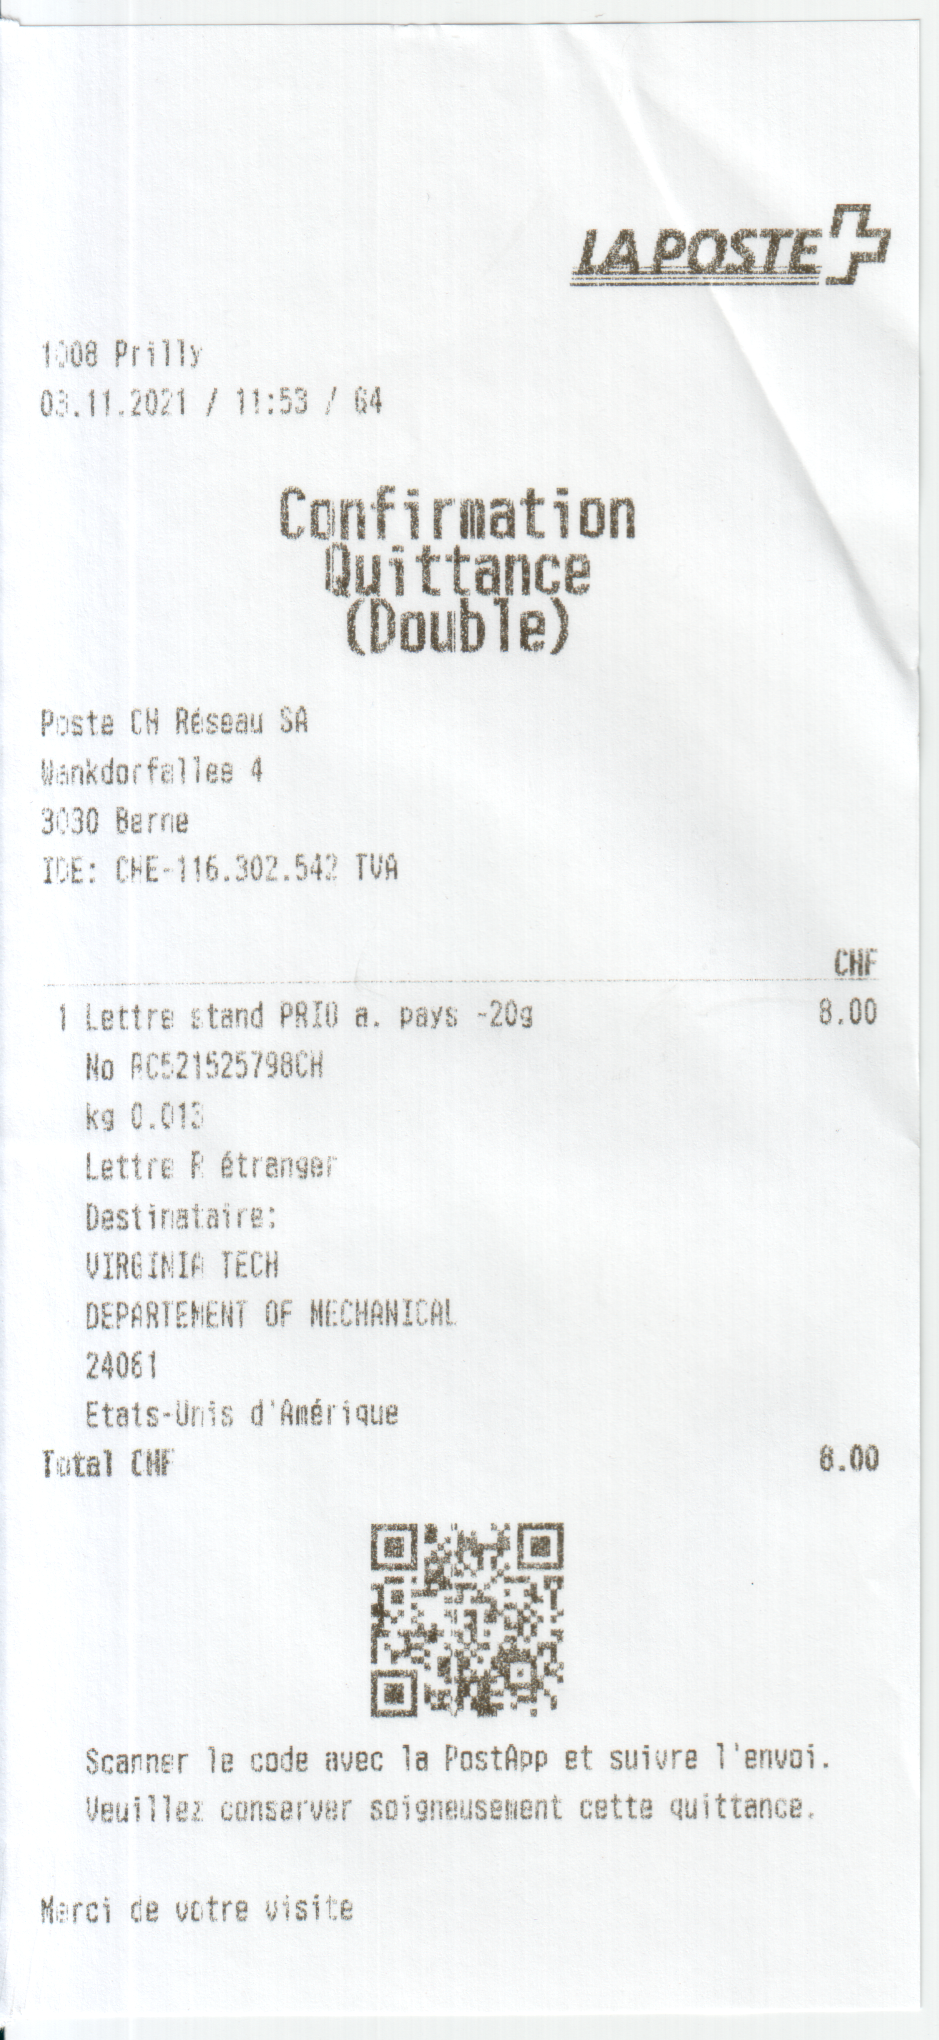 LA POSTE
1008 Prilly
03.11.2021 / 11:53 / G4
Confirmation
Quittance
(Double)
Poste CH Réseau SA
Wankdorfallee 4
3030 Berne
IDE: CHE-116.302.542 TVA
CHF
1 Lettre stand PRIO a. pays -20g 8.00
No RC521525798CH
kg 0.013
Lettre R étranger
Destinataire:
VIRGINIA TECH
DEPARTEMENT OF MECHANICAL
24061
Etats-Unis d'Amérique
Total CHF 8.00
Scanner le code avec la PostApp et suivre l'envoi.
Veuillez conserver soigneusement cette quittance.
Merci de votre visite